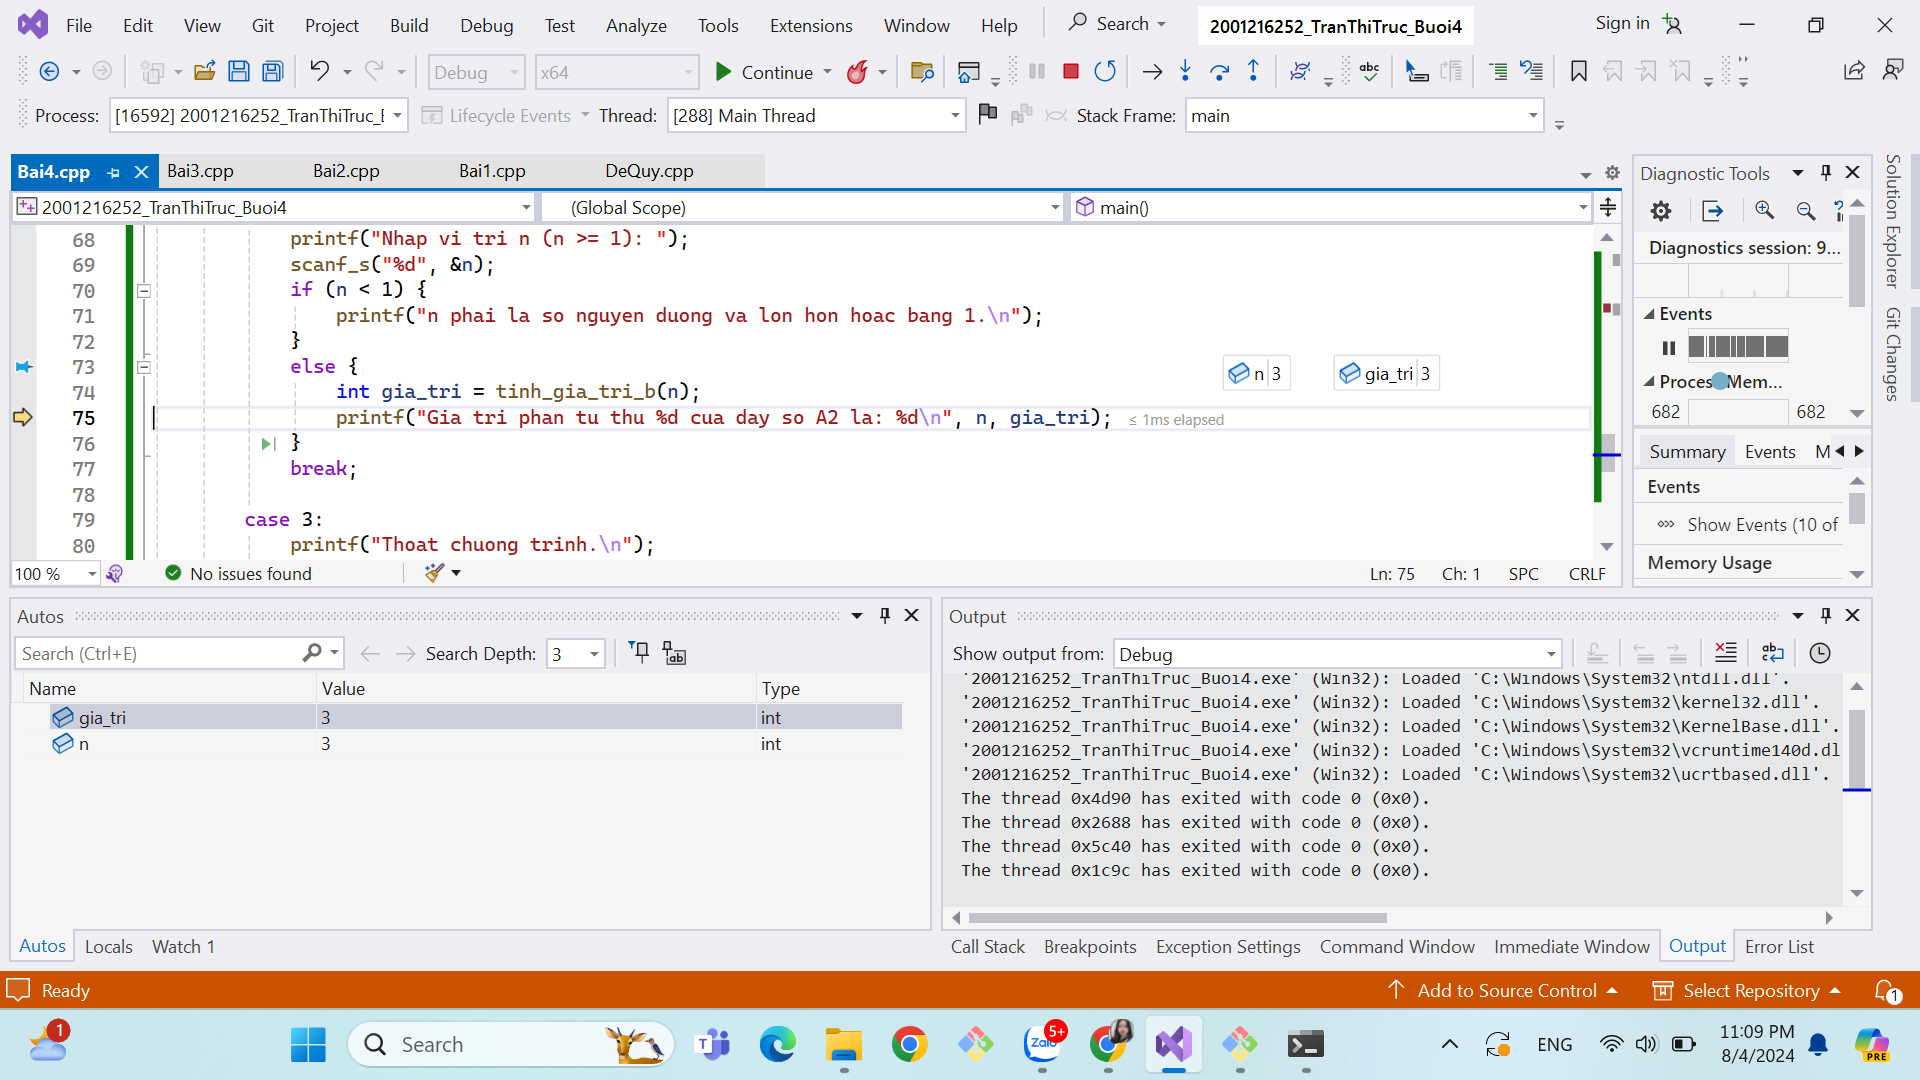 File Edit View Git Project Build Debug Test Analyze Tools Extensions Window Help Search 2001216252_TranThiTruc_Buoi4 Sign in
Debug x64 Continue
Process: [16592] 2001216252_TranThiTruc_E Lifecycle Events Thread: [288] Main Thread Stack Frame: main
Bai4.cpp Bai3.cpp Bai2.cpp Bai1.cpp DeQuy.cpp
2001216252_TranThiTruc_Buoi4 (Global Scope) main()
68 printf("Nhap vi tri n (n >= 1): ");
69 scanf_s("%d", &n);
70 if (n < 1) {
71 printf("n phai la so nguyen duong va lon hon hoac bang 1.\n");
72 }
73 else {
74 int gia_tri = tinh_gia_tri_b(n);
75 printf("Gia tri phan tu thu %d cua day so A2 la: %d\n", n, gia_tri); ≤ 1ms elapsed
76 }
77 break;
78
79 case 3:
80 printf("Thoat chuong trinh.\n");
n 3 gia_tri 3
100 % No issues found Ln: 75 Ch: 1 SPC CRLF
Diagnostic Tools
Diagnostics session: 9...
Events
Process Mem...
682 682
Summary Events M
Events
Show Events (10 of
Memory Usage
Solution Explorer
Git Changes
Autos
Search (Ctrl+E) Search Depth: 3
Name Value Type
gia_tri 3 int
n 3 int
Autos Locals Watch 1
Output
Show output from: Debug
'2001216252_TranThiTruc_Buoi4.exe' (Win32): Loaded 'C:\Windows\System32\ntdll.dll'.
'2001216252_TranThiTruc_Buoi4.exe' (Win32): Loaded 'C:\Windows\System32\kernel32.dll'.
'2001216252_TranThiTruc_Buoi4.exe' (Win32): Loaded 'C:\Windows\System32\KernelBase.dll'.
'2001216252_TranThiTruc_Buoi4.exe' (Win32): Loaded 'C:\Windows\System32\vcruntime140d.dl
'2001216252_TranThiTruc_Buoi4.exe' (Win32): Loaded 'C:\Windows\System32\ucrtbased.dll'.
The thread 0x4d90 has exited with code 0 (0x0).
The thread 0x2688 has exited with code 0 (0x0).
The thread 0x5c40 has exited with code 0 (0x0).
The thread 0x1c9c has exited with code 0 (0x0).
Call Stack Breakpoints Exception Settings Command Window Immediate Window Output Error List
Ready Add to Source Control Select Repository 1
1 Search 5+ Zalo ENG 11:09 PM
8/4/2024 PRE